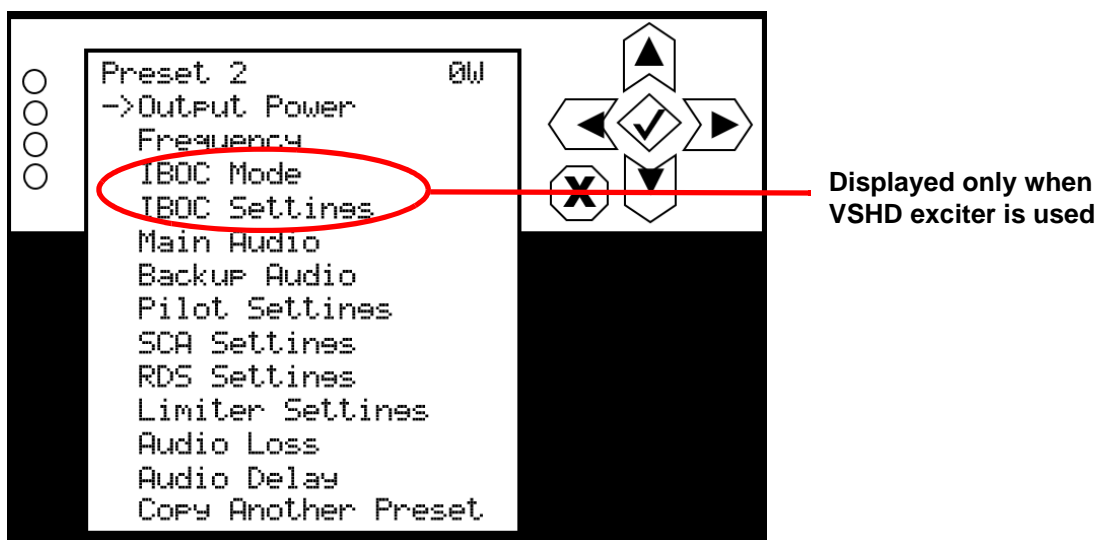 Preset 2 0W
->Output Power
Frequency
IBOC Mode
IBOC Settings
Main Audio
Backup Audio
Pilot Settings
SCA Settings
RDS Settings
Limiter Settings
Audio Loss
Audio Delay
Copy Another Preset
X
Displayed only when
VSHD exciter is used